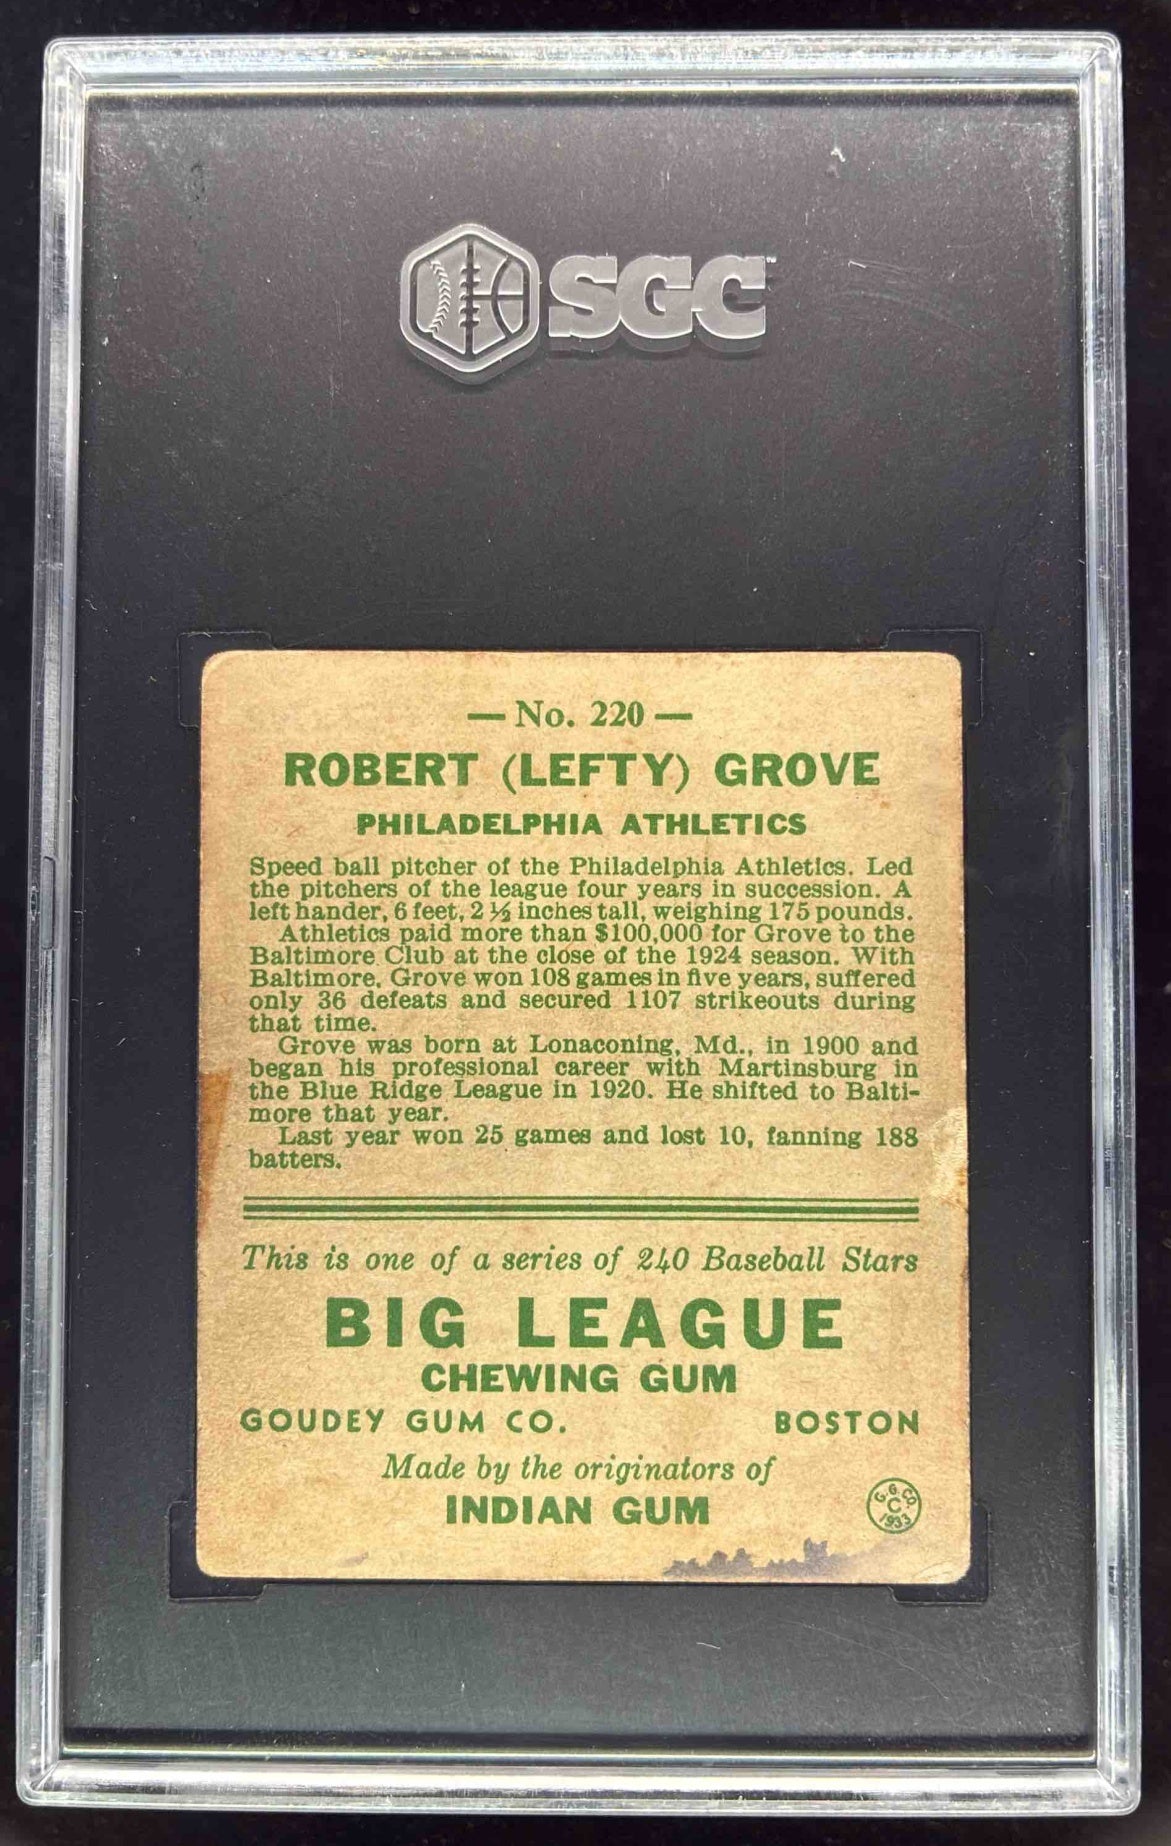 SGC™
— No. 220 —
ROBERT (LEFTY) GROVE
PHILADELPHIA ATHLETICS
Speed ball pitcher of the Philadelphia Athletics. Led
the pitchers of the league four years in succession. A
left hander, 6 feet, 2 ½ inches tall, weighing 175 pounds.
Athletics paid more than $100,000 for Grove to the
Baltimore Club at the close of the 1924 season. With
Baltimore, Grove won 108 games in five years, suffered
only 36 defeats and secured 1107 strikeouts during
that time.
Grove was born at Lonaconing, Md., in 1900 and
began his professional career with Martinsburg in
the Blue Ridge League in 1920. He shifted to Balti-
more that year.
Last year won 25 games and lost 10, fanning 188
batters.
This is one of a series of 240 Baseball Stars
BIG LEAGUE
CHEWING GUM
GOUDEY GUM CO. BOSTON
Made by the originators of
INDIAN GUM
G. G. CO.
C
1933